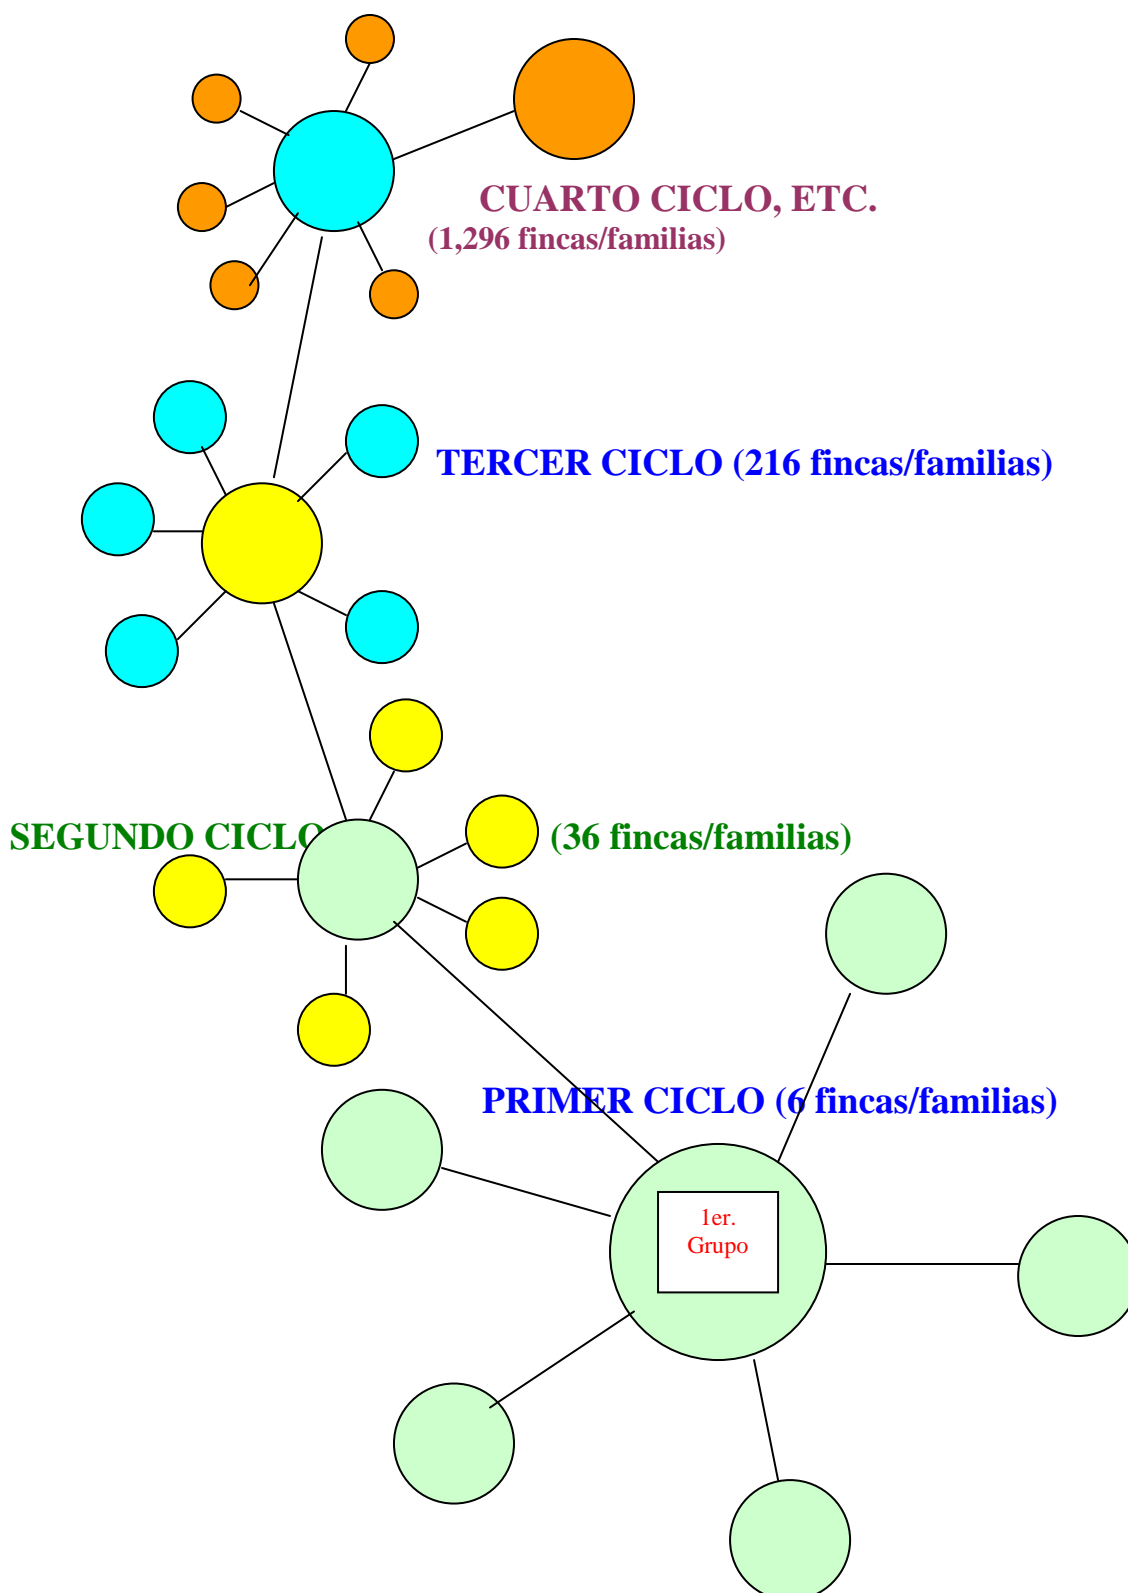 CUARTO CICLO, ETC.
(1,296 fincas/familias)
TERCER CICLO (216 fincas/familias)
SEGUNDO CICLO (36 fincas/familias)
PRIMER CICLO (6 fincas/familias)
1er.
Grupo